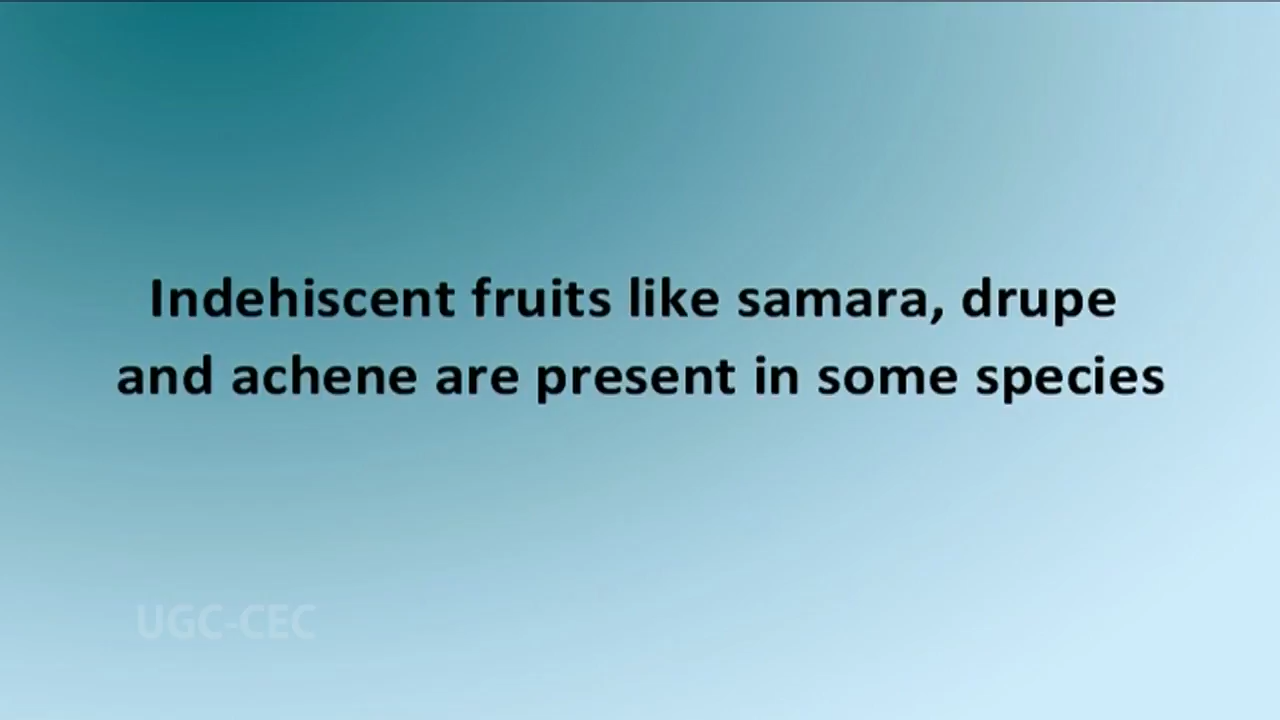 Indehiscent fruits like samara, drupe
and achene are present in some species
UGC-CEC